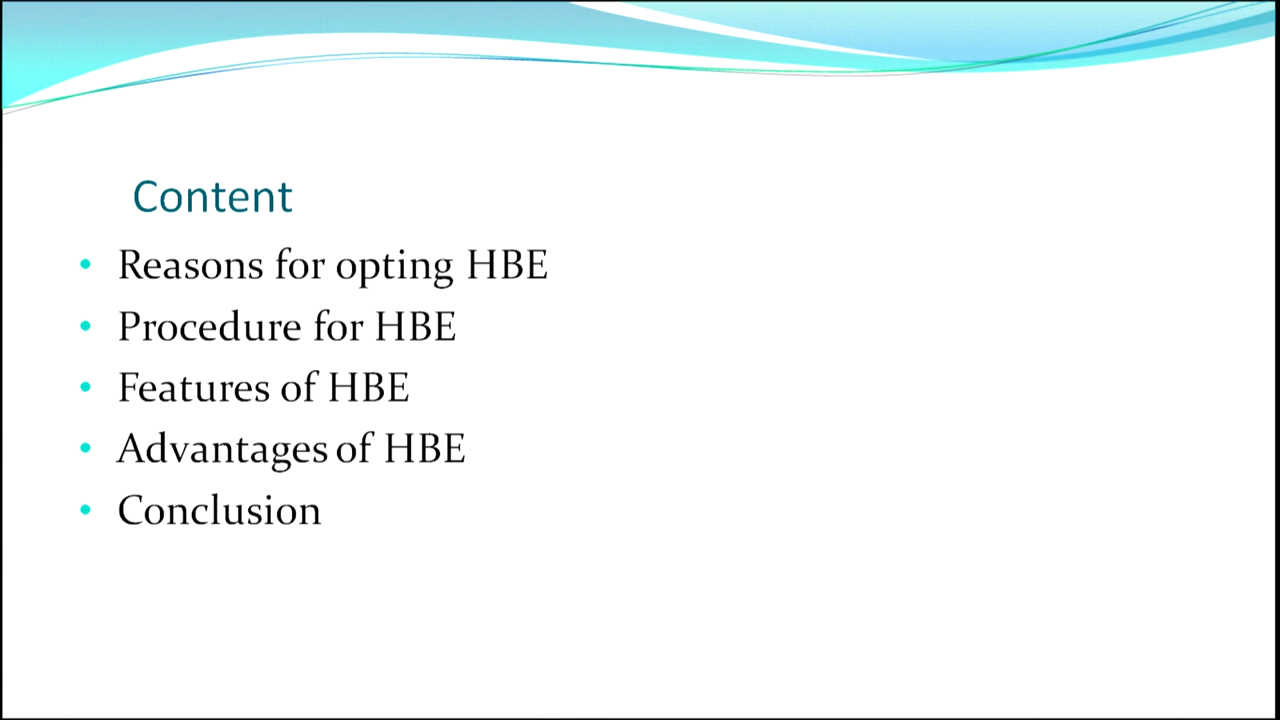 Content
• Reasons for opting HBE
• Procedure for HBE
• Features of HBE
• Advantages of HBE
• Conclusion